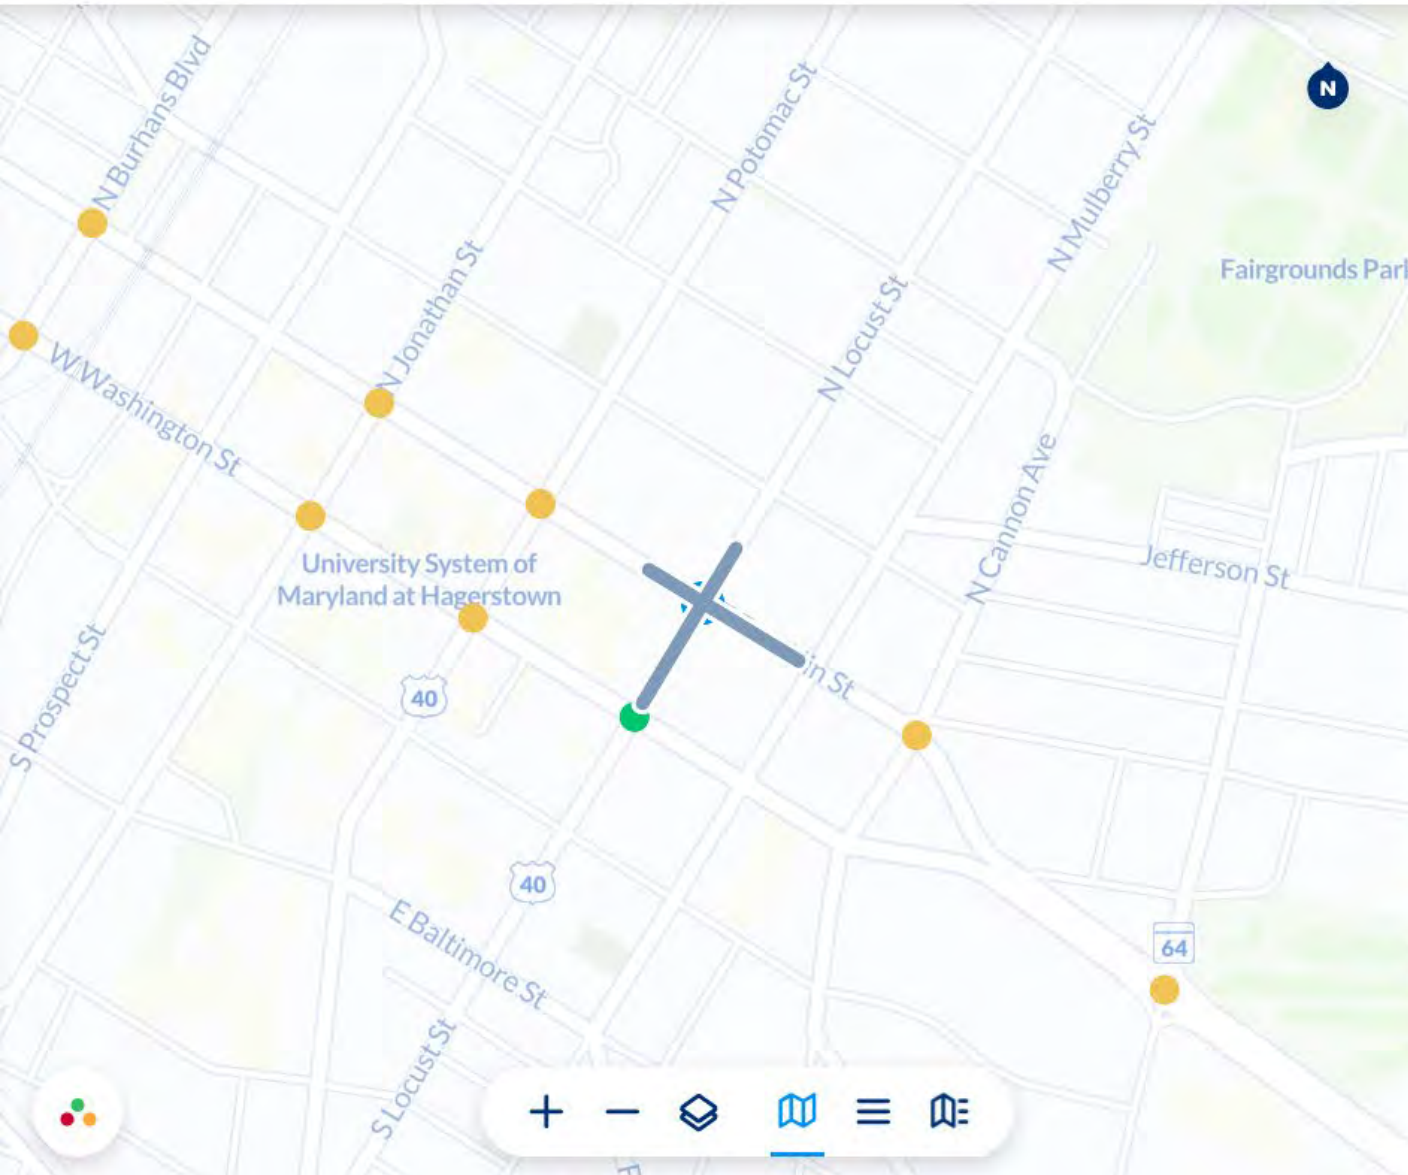 N Burhans Blvd
N Potomac St
N
N Mulberry St
Fairgrounds Park
N Jonathan St
N Locust St
W Washington St
N Cannon Ave
Jefferson St
University System of
Maryland at Hagerstown
S Prospect St
40
in St
40
E Baltimore St
64
S Locust St